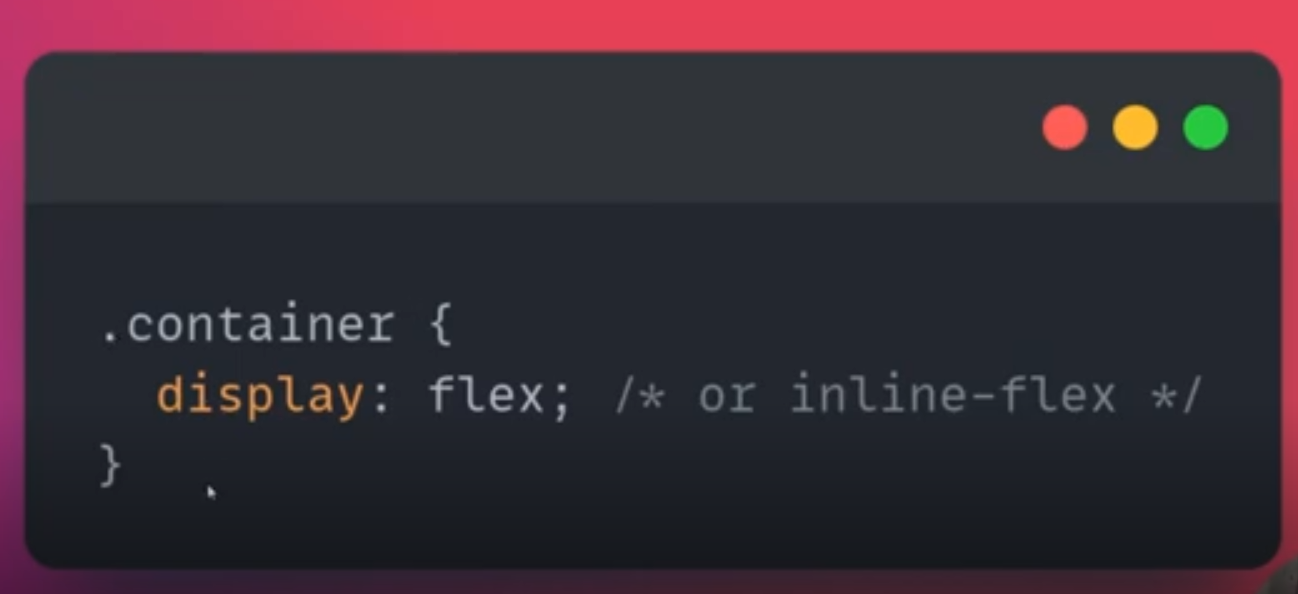 .container {
  display: flex; /* or inline-flex */
}